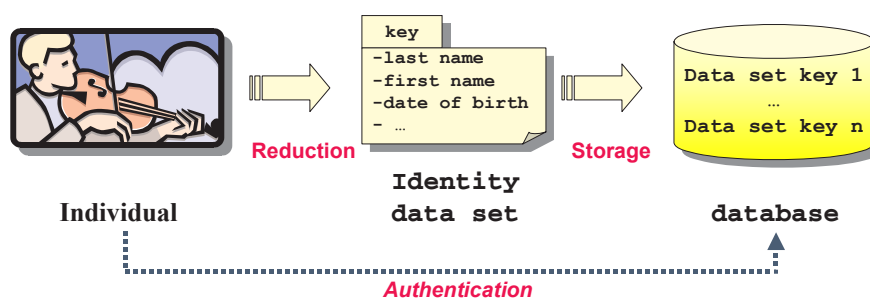 key
-last name
-first name
-date of birth
- …
Data set key 1
…
Data set key n
Reduction
Storage
Individual
Identity
data set
database
Authentication